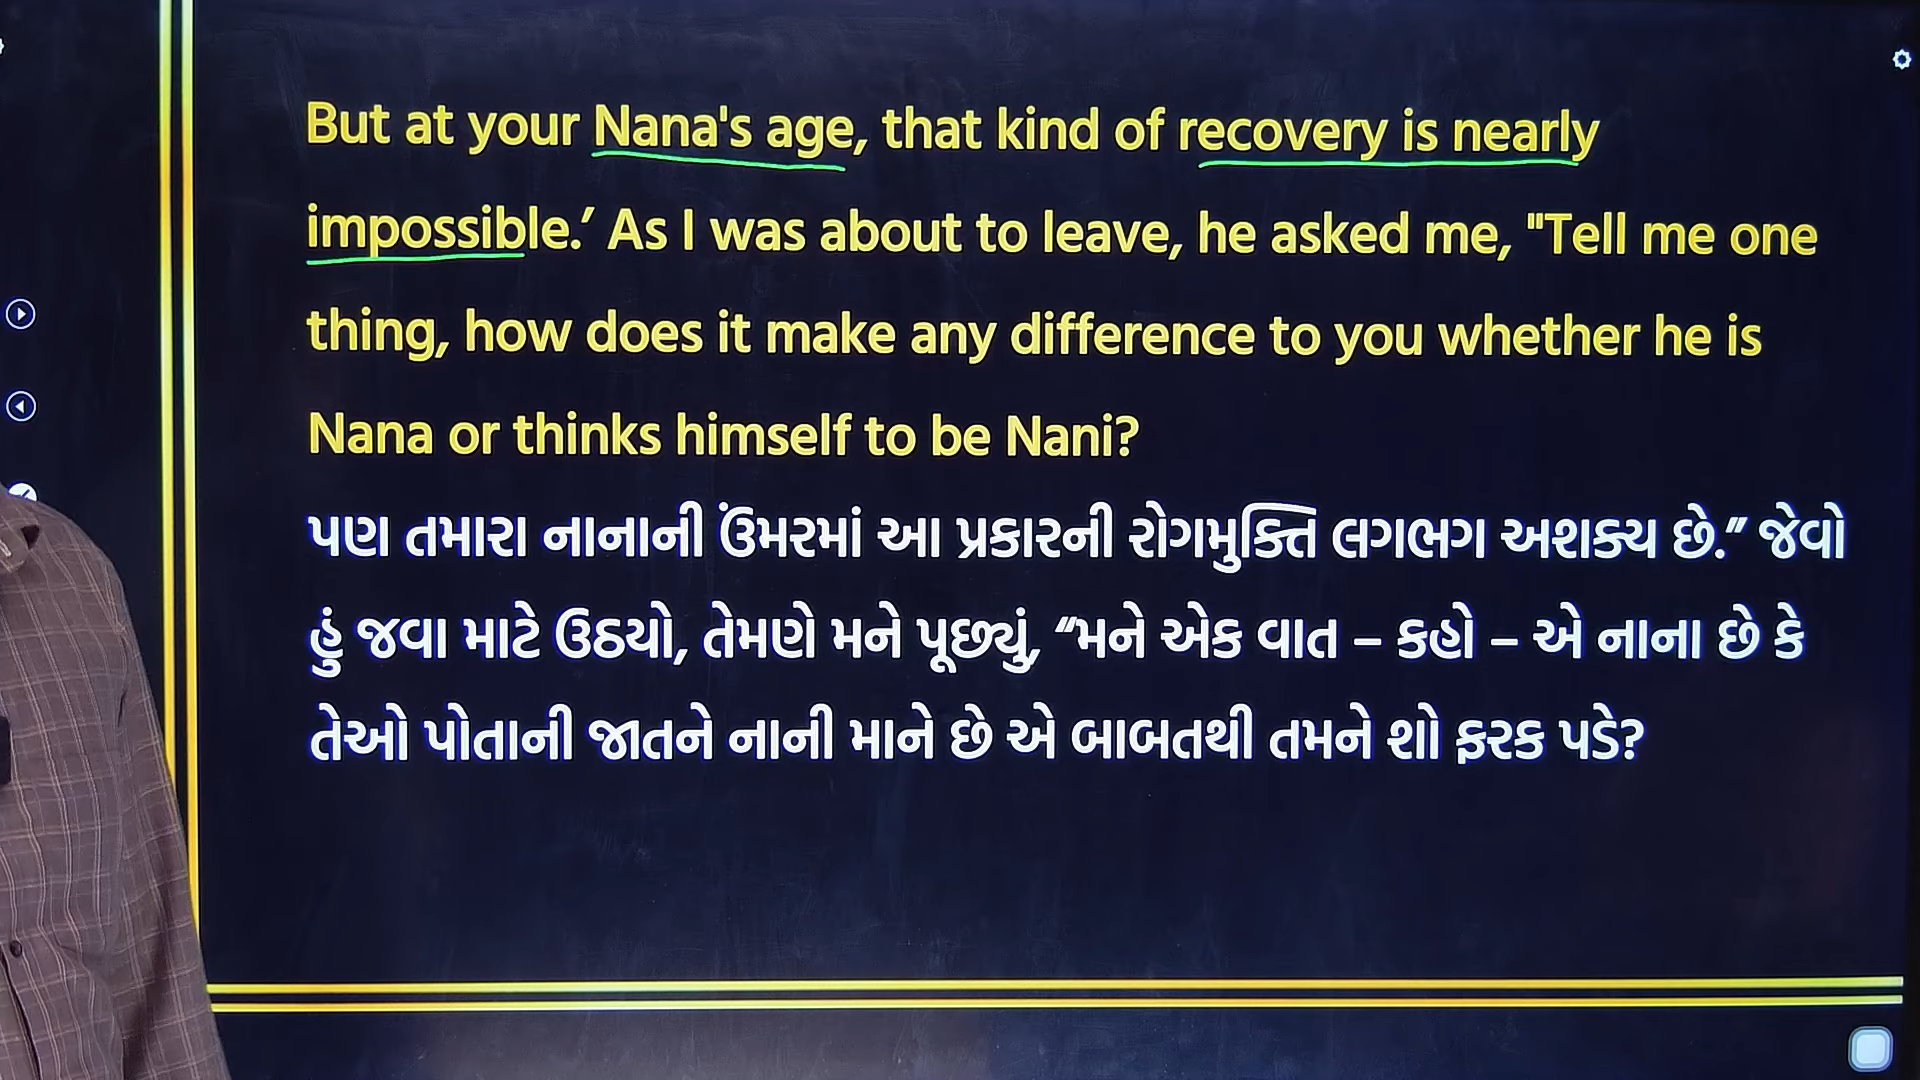 But at your Nana's age, that kind of recovery is nearly
impossible.’ As I was about to leave, he asked me, "Tell me one
thing, how does it make any difference to you whether he is
Nana or thinks himself to be Nani?
પણ તમારા નાનાની ઉંમરમાં આ પ્રકારની રોગમુક્તિ લગભગ અશક્ય છે.” જેવો
હું જવા માટે ઉઠયો, તેમણે મને પૂછ્યું, “મને એક વાત – કહો – એ નાના છે કે
તેઓ પોતાની જાતને નાની માને છે એ બાબતથી તમને શો ફરક પડે?